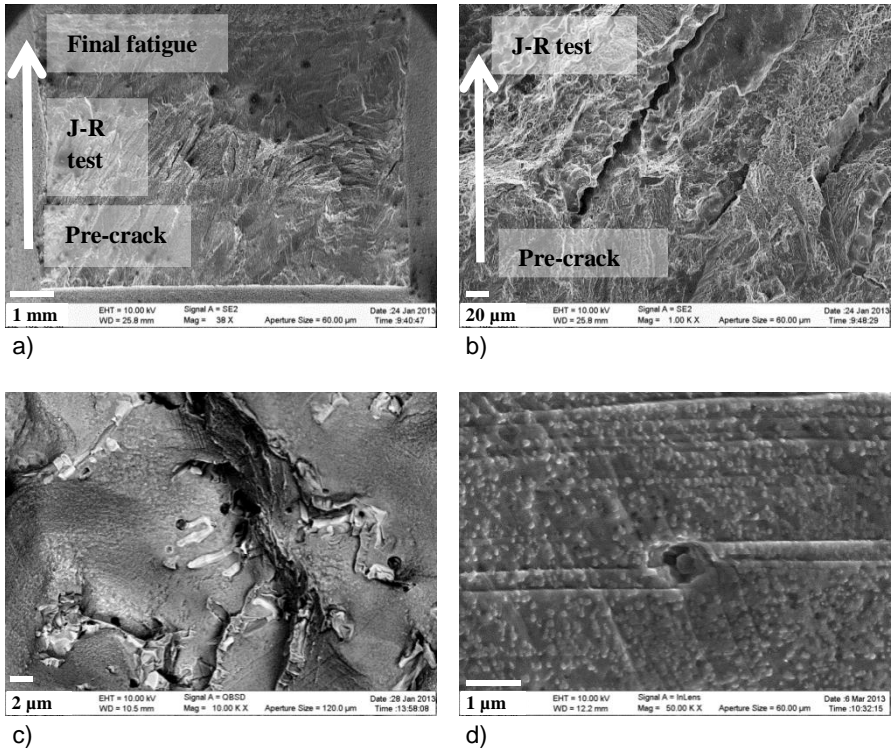 Final fatigue
J-R
test
Pre-crack
1 mm
EHT = 10.00 kV
WD = 25.8 mm
Signal A = SE2
Mag = 38 X
Aperture Size = 60.00 µm
Date :24 Jan 2013
Time :9:40:47
a)
J-R test
Pre-crack
20 µm
EHT = 10.00 kV
WD = 25.8 mm
Signal A = SE2
Mag = 1.00 K X
Aperture Size = 60.00 µm
Date :24 Jan 2013
Time :9:48:29
b)
2 µm
EHT = 10.00 kV
WD = 10.5 mm
Signal A = QBSD
Mag = 10.00 K X
Aperture Size = 120.0 µm
Date :28 Jan 2013
Time :13:58:08
c)
1 µm
EHT = 10.00 kV
WD = 12.2 mm
Signal A = InLens
Mag = 50.00 K X
Aperture Size = 60.00 µm
Date :6 Mar 2013
Time :10:32:15
d)